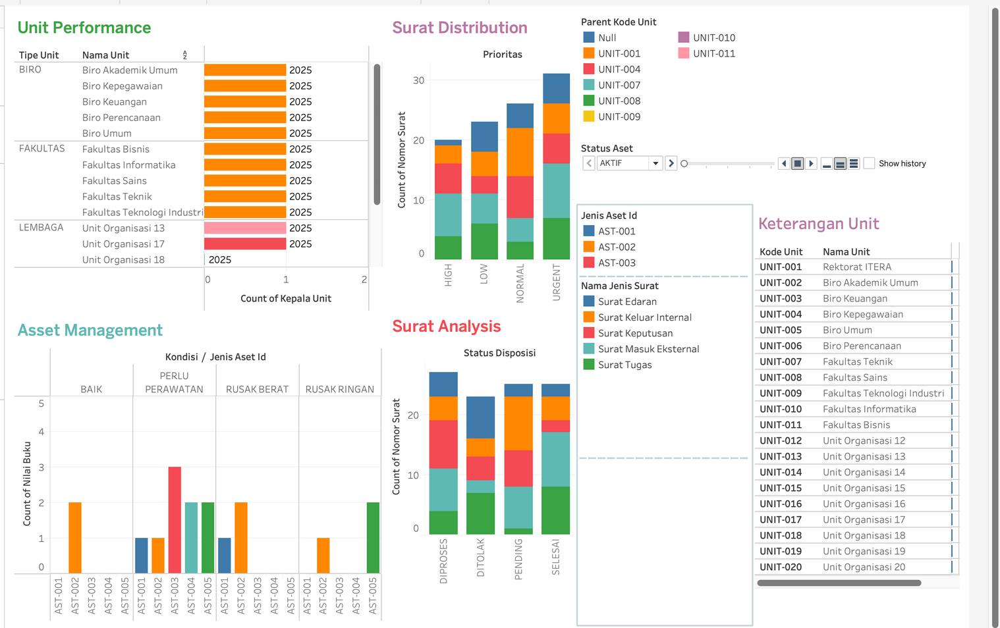 Unit Performance
Tipe Unit Nama Unit A Z
BIRO Biro Akademik Umum 2025
Biro Kepegawaian 2025
Biro Keuangan 2025
Biro Perencanaan 2025
Biro Umum 2025
FAKULTAS Fakultas Bisnis 2025
Fakultas Informatika 2025
Fakultas Sains 2025
Fakultas Teknik 2025
Fakultas Teknologi Industri 2025
LEMBAGA Unit Organisasi 13 2025
Unit Organisasi 17 2025
Unit Organisasi 18 2025
0 1 2
Count of Kepala Unit
Surat Distribution
Prioritas
Count of Nomor Surat
30
20
10
0
HIGH LOW NORMAL URGENT
Parent Kode Unit
Null UNIT-010
UNIT-001 UNIT-011
UNIT-004
UNIT-007
UNIT-008
UNIT-009
Status Aset
AKTIF Show history
Asset Management
Kondisi / Jenis Aset Id
BAIK PERLU PERAWATAN RUSAK BERAT RUSAK RINGAN
Count of Nilai Buku
5
4
3
2
1
0
AST-001 AST-002 AST-003 AST-004 AST-005 AST-001 AST-002 AST-003 AST-004 AST-005 AST-001 AST-002 AST-003 AST-004 AST-005 AST-001 AST-002 AST-003 AST-004 AST-005
Surat Analysis
Status Disposisi
Count of Nomor Surat
20
10
0
DIPROSES DITOLAK PENDING SELESAI
Jenis Aset Id
AST-001
AST-002
AST-003
Nama Jenis Surat
Surat Edaran
Surat Keluar Internal
Surat Keputusan
Surat Masuk Eksternal
Surat Tugas
Keterangan Unit
Kode Unit Nama Unit
UNIT-001 Rektorat ITERA
UNIT-002 Biro Akademik Umum
UNIT-003 Biro Keuangan
UNIT-004 Biro Kepegawaian
UNIT-005 Biro Umum
UNIT-006 Biro Perencanaan
UNIT-007 Fakultas Teknik
UNIT-008 Fakultas Sains
UNIT-009 Fakultas Teknologi Industri
UNIT-010 Fakultas Informatika
UNIT-011 Fakultas Bisnis
UNIT-012 Unit Organisasi 12
UNIT-013 Unit Organisasi 13
UNIT-014 Unit Organisasi 14
UNIT-015 Unit Organisasi 15
UNIT-016 Unit Organisasi 16
UNIT-017 Unit Organisasi 17
UNIT-018 Unit Organisasi 18
UNIT-019 Unit Organisasi 19
UNIT-020 Unit Organisasi 20